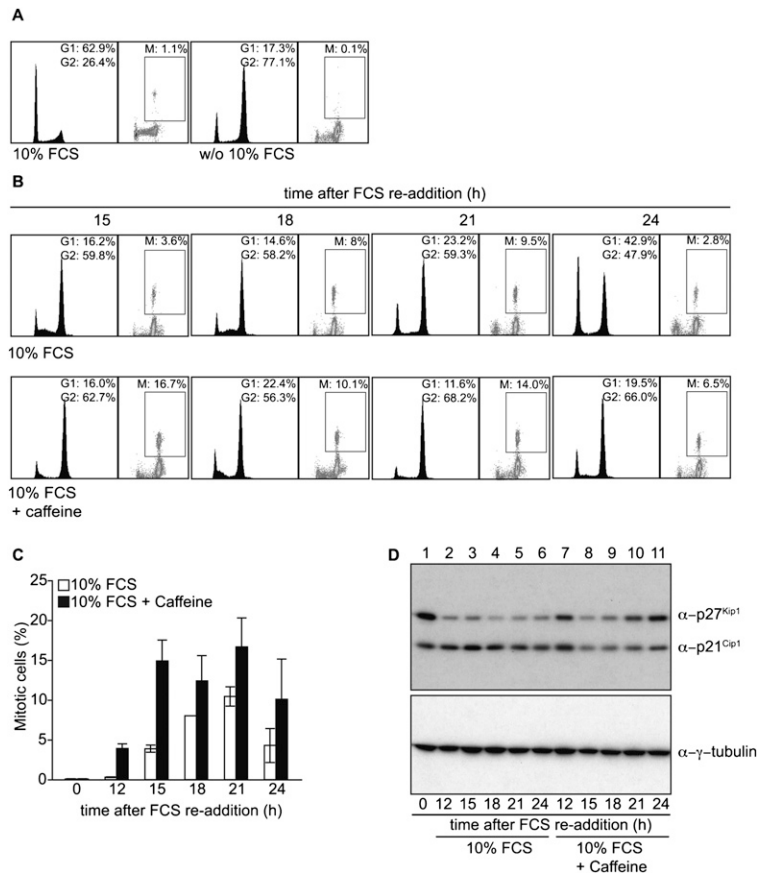 A
G1: 62.9%
G2: 26.4%
M: 1.1%
G1: 17.3%
G2: 77.1%
M: 0.1%
10% FCS
w/o 10% FCS
B
time after FCS re-addition (h)
15 18 21 24
G1: 16.2%
G2: 59.8%
M: 3.6%
G1: 14.6%
G2: 58.2%
M: 8%
G1: 23.2%
G2: 59.3%
M: 9.5%
G1: 42.9%
G2: 47.9%
M: 2.8%
10% FCS
G1: 16.0%
G2: 62.7%
M: 16.7%
G1: 22.4%
G2: 56.3%
M: 10.1%
G1: 11.6%
G2: 68.2%
M: 14.0%
G1: 19.5%
G2: 66.0%
M: 6.5%
10% FCS
+ caffeine
C
25
20
15
10
5
0
Mitotic cells (%)
10% FCS
10% FCS + Caffeine
0 12 15 18 21 24
time after FCS re-addition (h)
D
1 2 3 4 5 6 7 8 9 10 11
α–p27Kip1
α–p21Cip1
α–γ–tubulin
0 12 15 18 21 24 12 15 18 21 24
time after FCS re-addition (h)
10% FCS
10% FCS
+ Caffeine